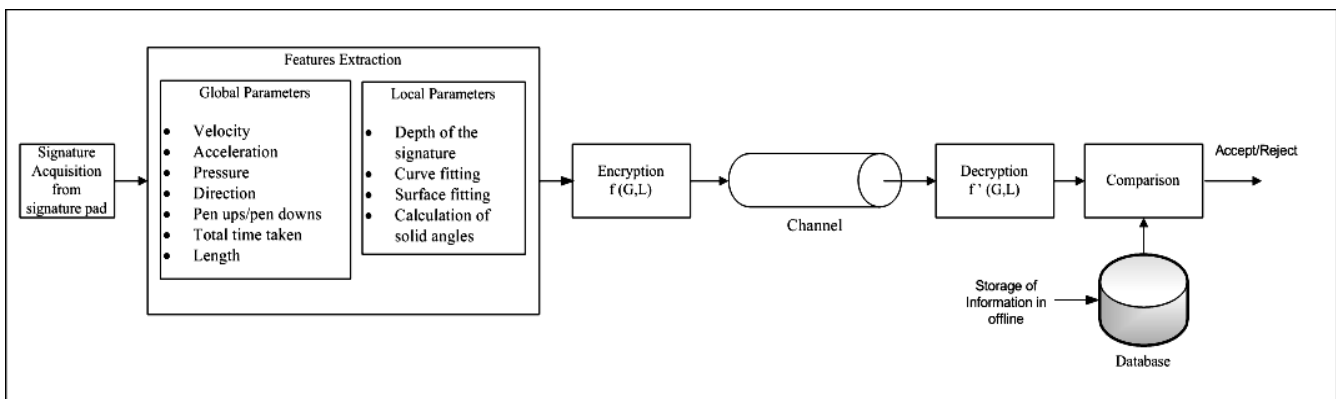 Features Extraction
Global Parameters
• Velocity
• Acceleration
• Pressure
• Direction
• Pen ups/pen downs
• Total time taken
• Length
Local Parameters
• Depth of the
signature
• Curve fitting
• Surface fitting
• Calculation of
solid angles
Signature
Acquisition
from
signature pad
Encryption
f (G,L)
Channel
Decryption
f ' (G,L)
Comparison
Accept/Reject
Storage of
Information in
offline
Database